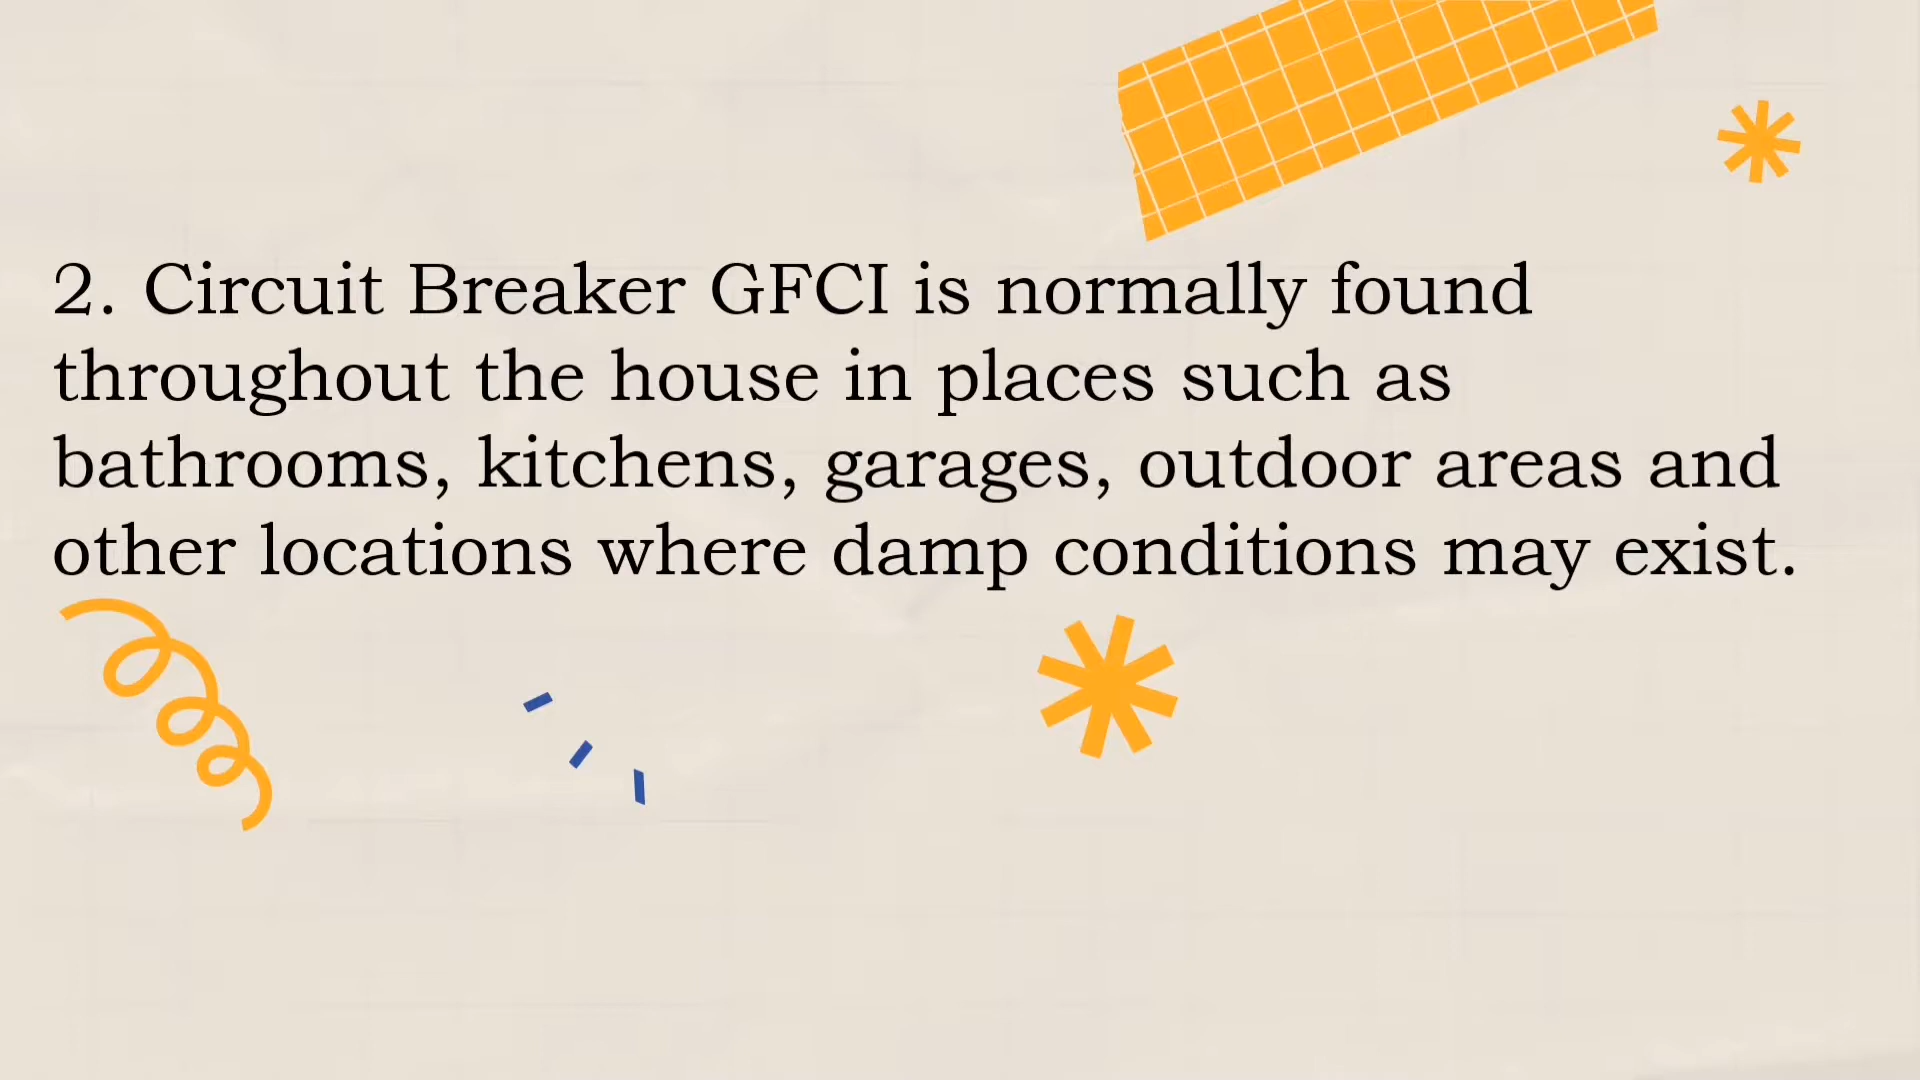 2. Circuit Breaker GFCI is normally found
throughout the house in places such as
bathrooms, kitchens, garages, outdoor areas and
other locations where damp conditions may exist.